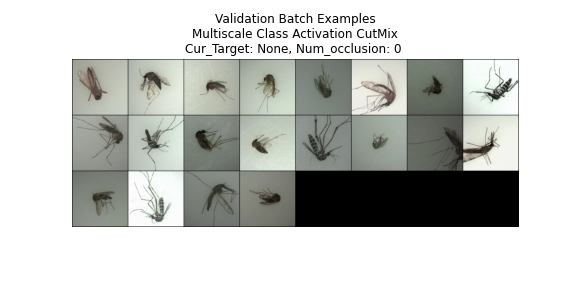 Validation Batch Examples
Multiscale Class Activation CutMix
Cur_Target: None, Num_occlusion: 0